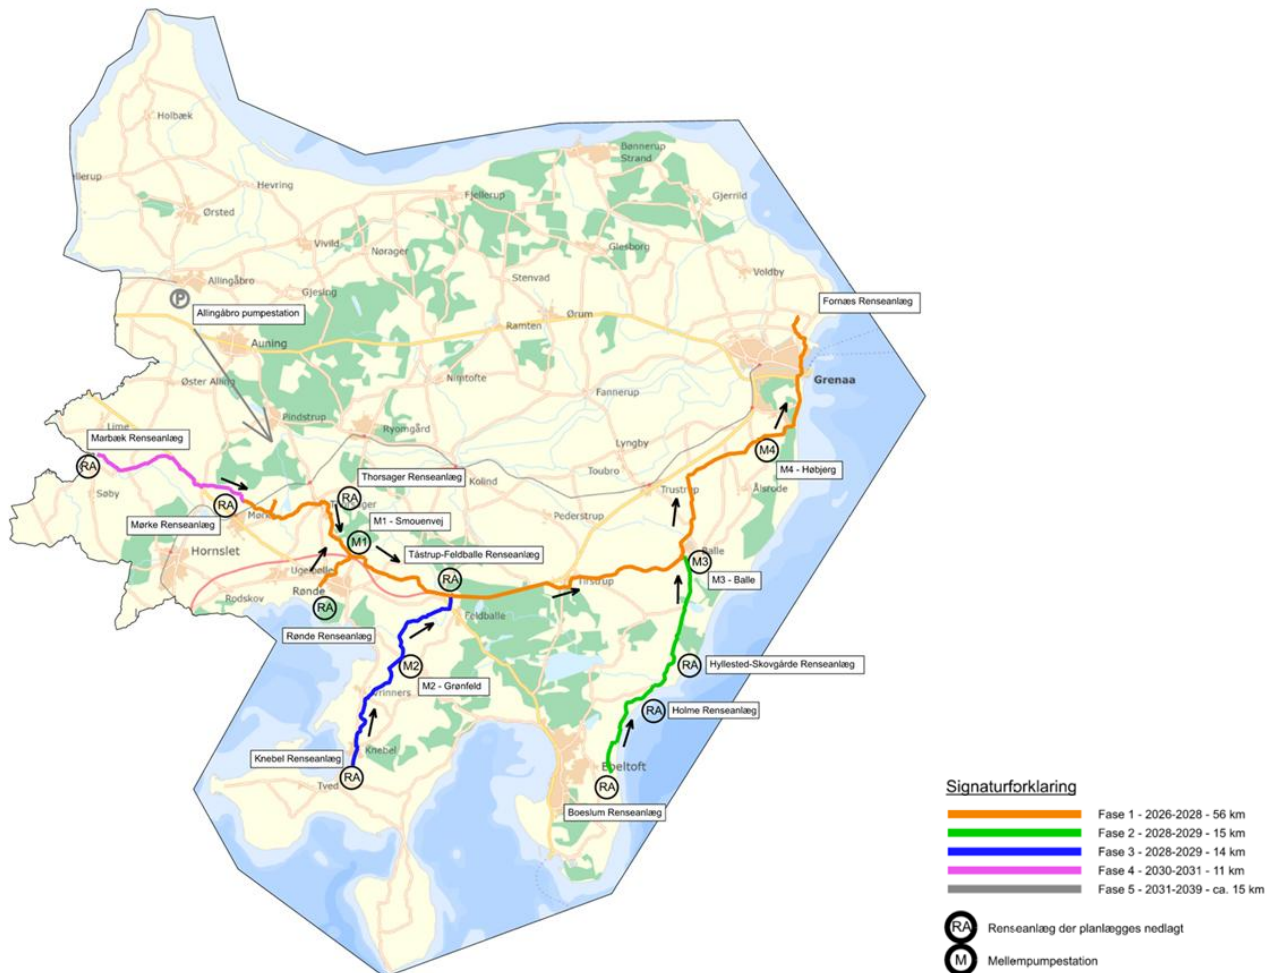 Holbæk
Bønnerup
Strand
ellerup
Hevring
Fjellerup
Gjerrild
Ørsted
Vivild
Nørager
Glesborg
Voldby
Stenvad
Allingåbro
Gjesing
P
Allingåbro pumpestation
Fornæs Renseanlæg
Ørum
Ramten
Auning
Øster Alling
Nimtofte
Fannerup
Grenaa
Pindstrup
Lime
Ryomgård
Marbæk Renseanlæg
Lyngby
M4
RA
Thorsager Renseanlæg
Toubro
M4 - Høbjerg
Søby
Kolind
Trustrup
Ålsrode
RA
RA
Mørke Renseanlæg
M1 - Smouenvej
Pederstrup
Hornslet
M1
Tåstrup-Feldballe Renseanlæg
Balle
M3
RA
M3 - Balle
Rodskov
Rønde
Tirstrup
RA
Feldballe
Rønde Renseanlæg
M2
RA
Hyllested-Skovgårde Renseanlæg
M2 - Grønfeld
Vrinners
RA
Holme Renseanlæg
Knebel
Knebel Renseanlæg
RA
Tved
Ebeltoft
RA
Boeslum Renseanlæg
Signaturforklaring
Fase 1 - 2026-2028 - 56 km
Fase 2 - 2028-2029 - 15 km
Fase 3 - 2028-2029 - 14 km
Fase 4 - 2030-2031 - 11 km
Fase 5 - 2031-2039 - ca. 15 km
RA Renseanlæg der planlægges nedlagt
M Mellempumpestation